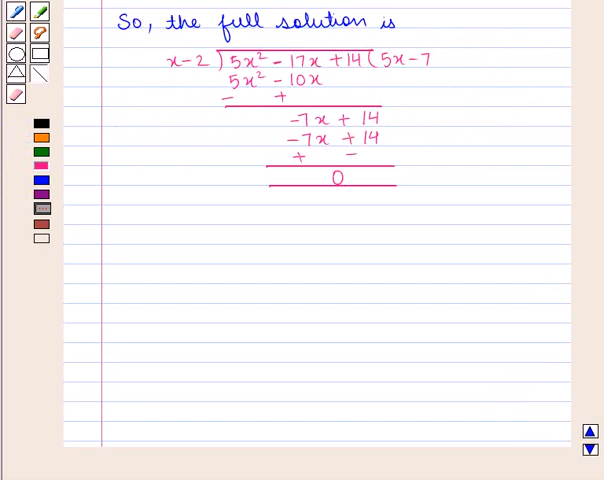 So, the full solution is
x-2 ) 5x² - 17x + 14 ( 5x - 7
5x² - 10x
- +
-7x + 14
-7x + 14
+ -
0